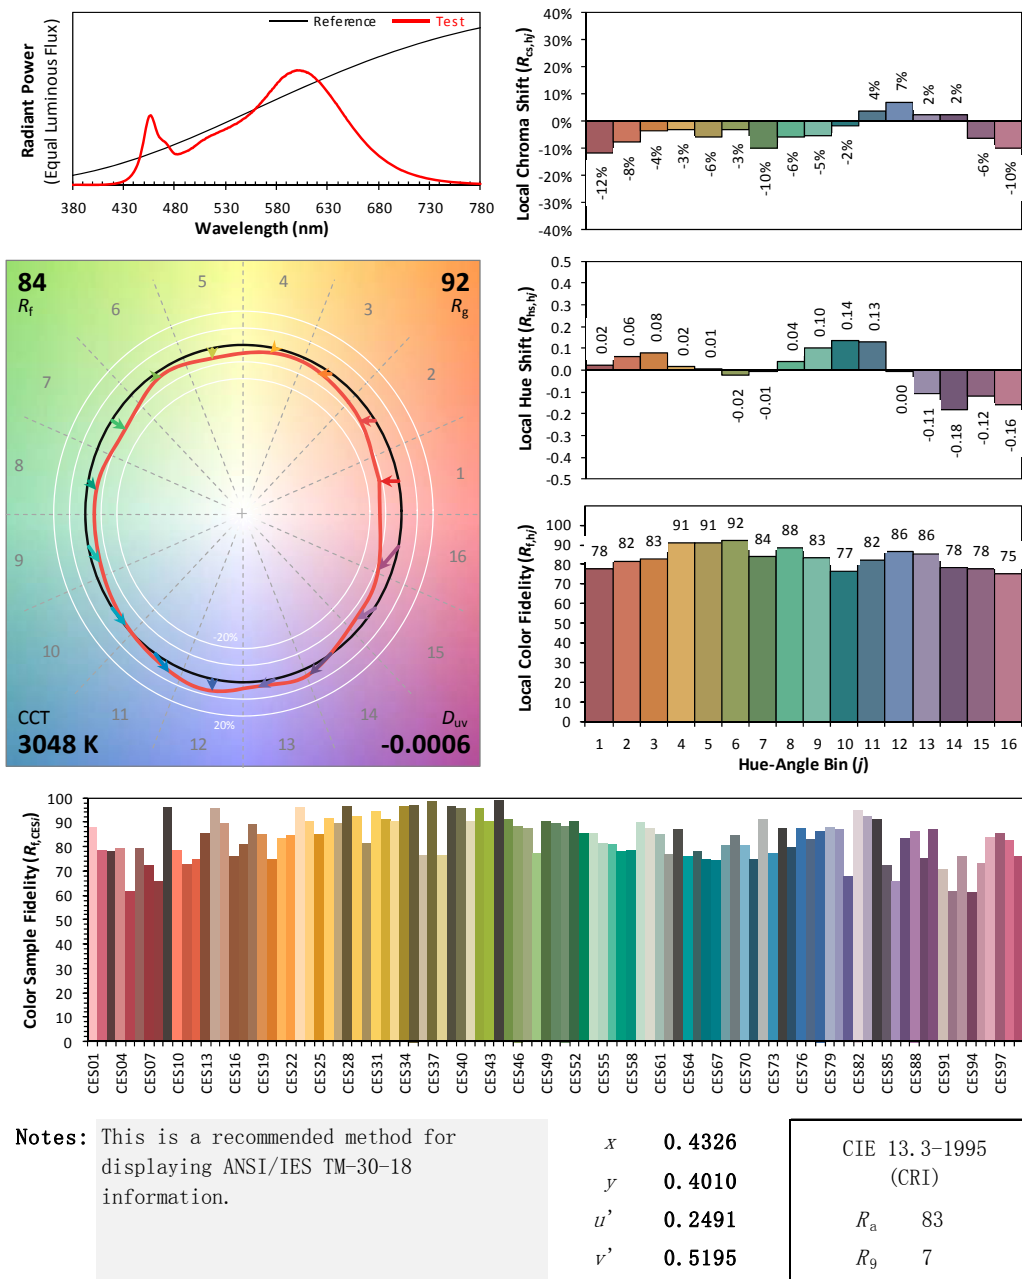 Reference
Test
Radiant Power
(Equal Luminous Flux)
380 430 480 530 580 630 680 730 780
Wavelength (nm)
Local Chroma Shift (Rcs,hj)
40%
30%
20%
10%
0%
-10%
-20%
-30%
-40%
-12% -8% -4% -3% -6% -3% -10% -6% -5% -2% 4% 7% 2% 2% -6% -10%
84
Rf
92
Rg
5 4
6 3
7 2
8 1
9 16
10 15
11 14
12 13
-20%
20%
CCT
3048 K
Duv
-0.0006
Local Hue Shift (Rhs,hj)
0.5
0.4
0.3
0.2
0.1
0.0
-0.1
-0.2
-0.3
-0.4
-0.5
0.02 0.06 0.08 0.02 0.01 -0.02 -0.01 0.04 0.10 0.14 0.13 0.00 -0.11 -0.18 -0.12 -0.16
Local Color Fidelity (Rf,hj)
100
90
80
70
60
50
40
30
20
10
0
78 82 83 91 91 92 84 88 83 77 82 86 86 78 78 75
1 2 3 4 5 6 7 8 9 10 11 12 13 14 15 16
Hue-Angle Bin (j)
Color Sample Fidelity (Rf,CESi)
100
90
80
70
60
50
40
30
20
10
0
CES01 CES04 CES07 CES10 CES13 CES16 CES19 CES22 CES25 CES28 CES31 CES34 CES37 CES40 CES43 CES46 CES49 CES52 CES55 CES58 CES61 CES64 CES67 CES70 CES73 CES76 CES79 CES82 CES85 CES88 CES91 CES94 CES97
Notes: This is a recommended method for
displaying ANSI/IES TM-30-18
information.
x 0.4326
y 0.4010
u' 0.2491
v' 0.5195
CIE 13.3-1995
(CRI)
Ra 83
R9 7